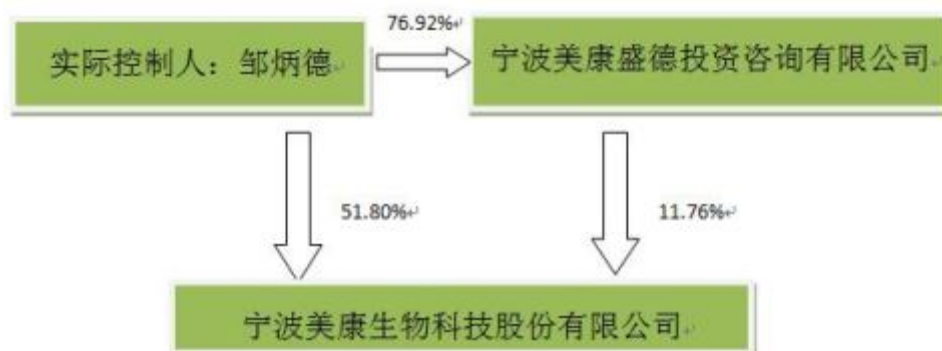 76.92%
实际控制人：邹炳德
宁波美康盛德投资咨询有限公司
51.80%
11.76%
宁波美康生物科技股份有限公司